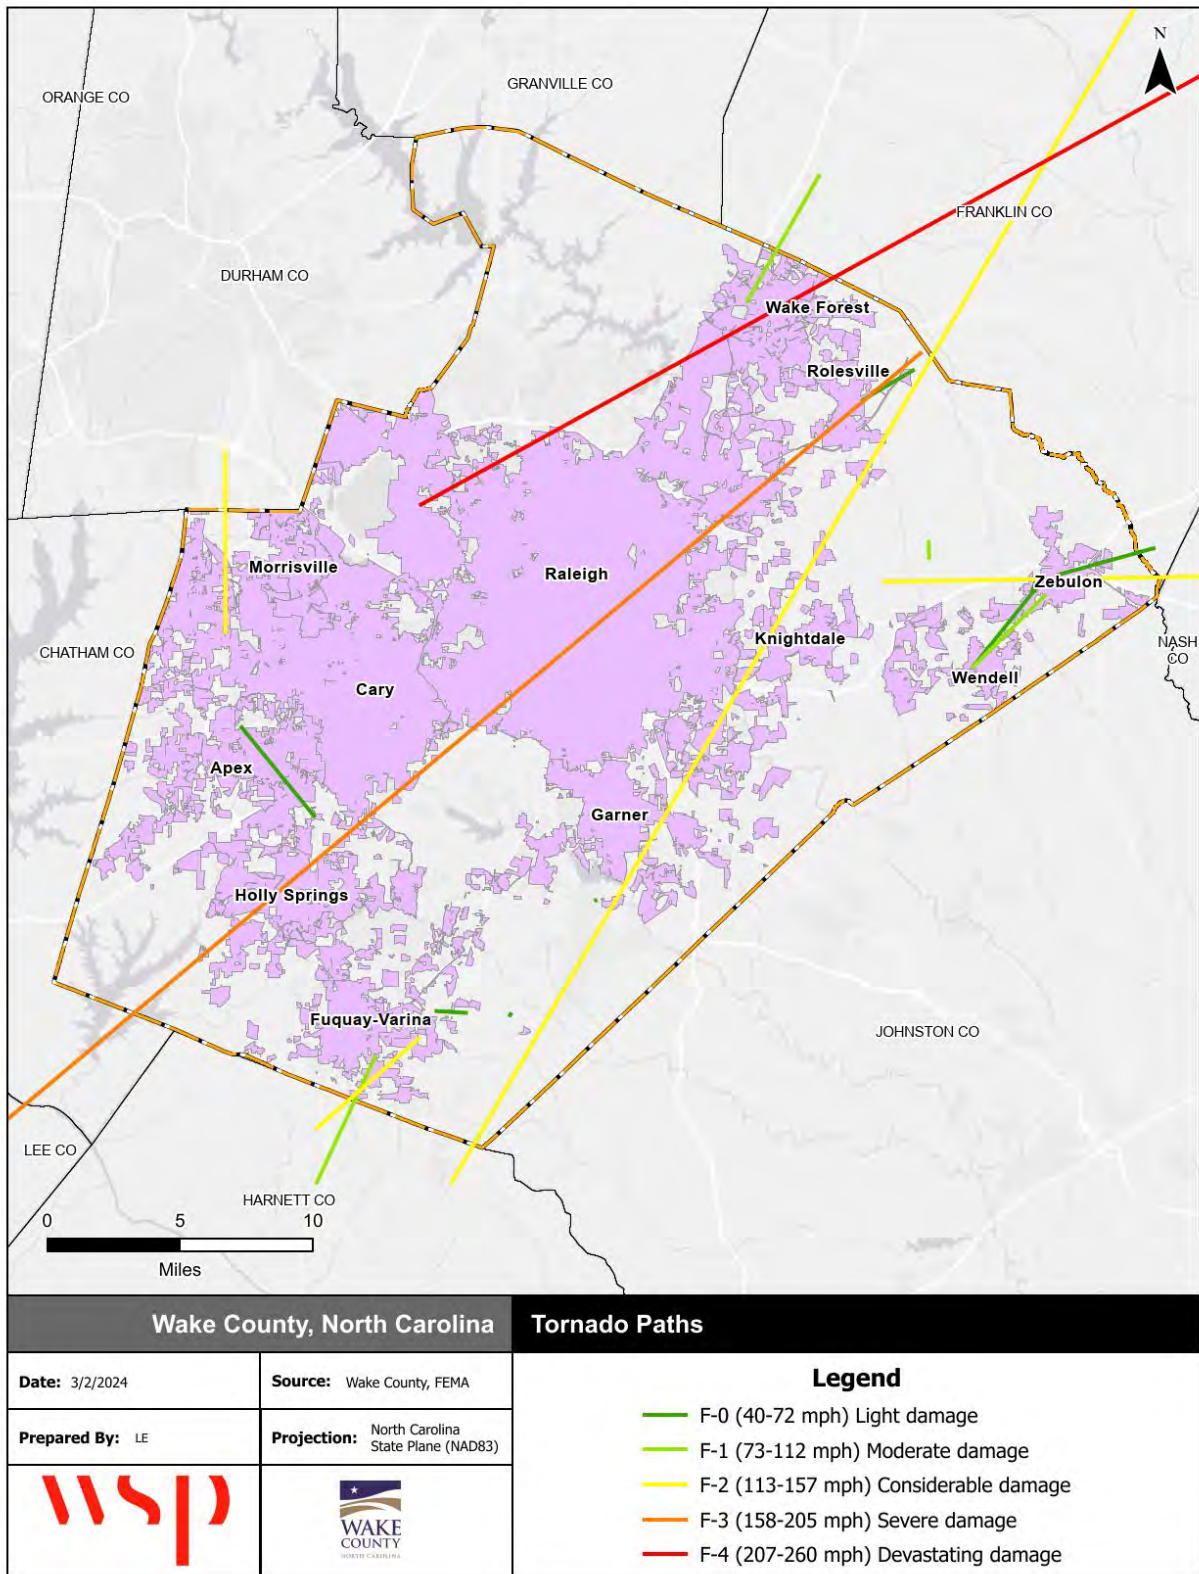 N
GRANVILLE CO
ORANGE CO
FRANKLIN CO
DURHAM CO
Wake Forest
Rolesville
Morrisville
Raleigh
Zebulon
Knightdale
NASH
CO
CHATHAM CO
Wendell
Cary
Apex
Garner
Holly Springs
Fuquay-Varina
JOHNSTON CO
LEE CO
HARNETT CO
0 5 10
Miles
Wake County, North Carolina Tornado Paths
Date: 3/2/2024 Source: Wake County, FEMA
Prepared By: LE Projection: North Carolina
State Plane (NAD83)
Legend
F-0 (40-72 mph) Light damage
F-1 (73-112 mph) Moderate damage
F-2 (113-157 mph) Considerable damage
F-3 (158-205 mph) Severe damage
F-4 (207-260 mph) Devastating damage
wsp
WAKE
COUNTY
NORTH CAROLINA